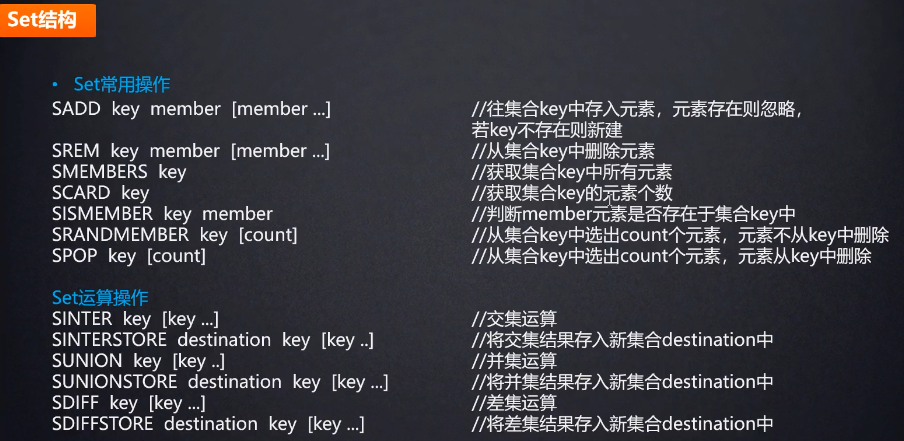 Set结构
• Set常用操作
SADD key member [member ...] //往集合key中存入元素，元素存在则忽略，
若key不存在则新建
SREM key member [member ...] //从集合key中删除元素
SMEMBERS key //获取集合key中所有元素
SCARD key //获取集合key的元素个数
SISMEMBER key member //判断member元素是否存在于集合key中
SRANDMEMBER key [count] //从集合key中选出count个元素，元素不从key中删除
SPOP key [count] //从集合key中选出count个元素，元素从key中删除
Set运算操作
SINTER key [key ...] //交集运算
SINTERSTORE destination key [key ..] //将交集结果存入新集合destination中
SUNION key [key ..] //并集运算
SUNIONSTORE destination key [key ...] //将并集结果存入新集合destination中
SDIFF key [key ...] //差集运算
SDIFFSTORE destination key [key ...] //将差集结果存入新集合destination中